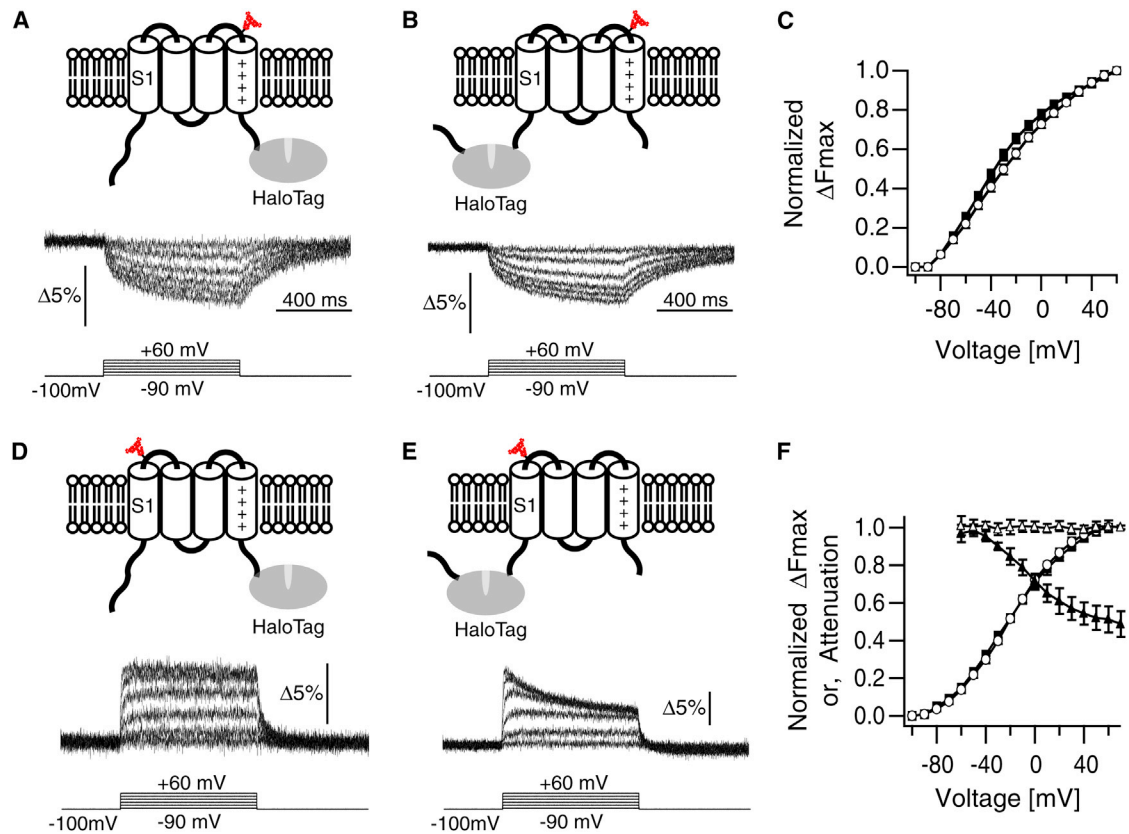 A
S1
+
+
+
+
HaloTag
Δ5%
400 ms
+60 mV
-100mV
-90 mV
B
S1
+
+
+
+
HaloTag
Δ5%
400 ms
+60 mV
-100mV
-90 mV
C
Normalized
ΔFmax
1.0
0.8
0.6
0.4
0.2
0.0
-80
-40
0
40
Voltage [mV]
D
S1
+
+
+
+
HaloTag
Δ5%
+60 mV
-100mV
-90 mV
E
S1
+
+
+
+
HaloTag
Δ5%
+60 mV
-100mV
-90 mV
F
Normalized ΔFmax
or, Attenuation
1.0
0.8
0.6
0.4
0.2
0.0
-80
-40
0
40
Voltage [mV]